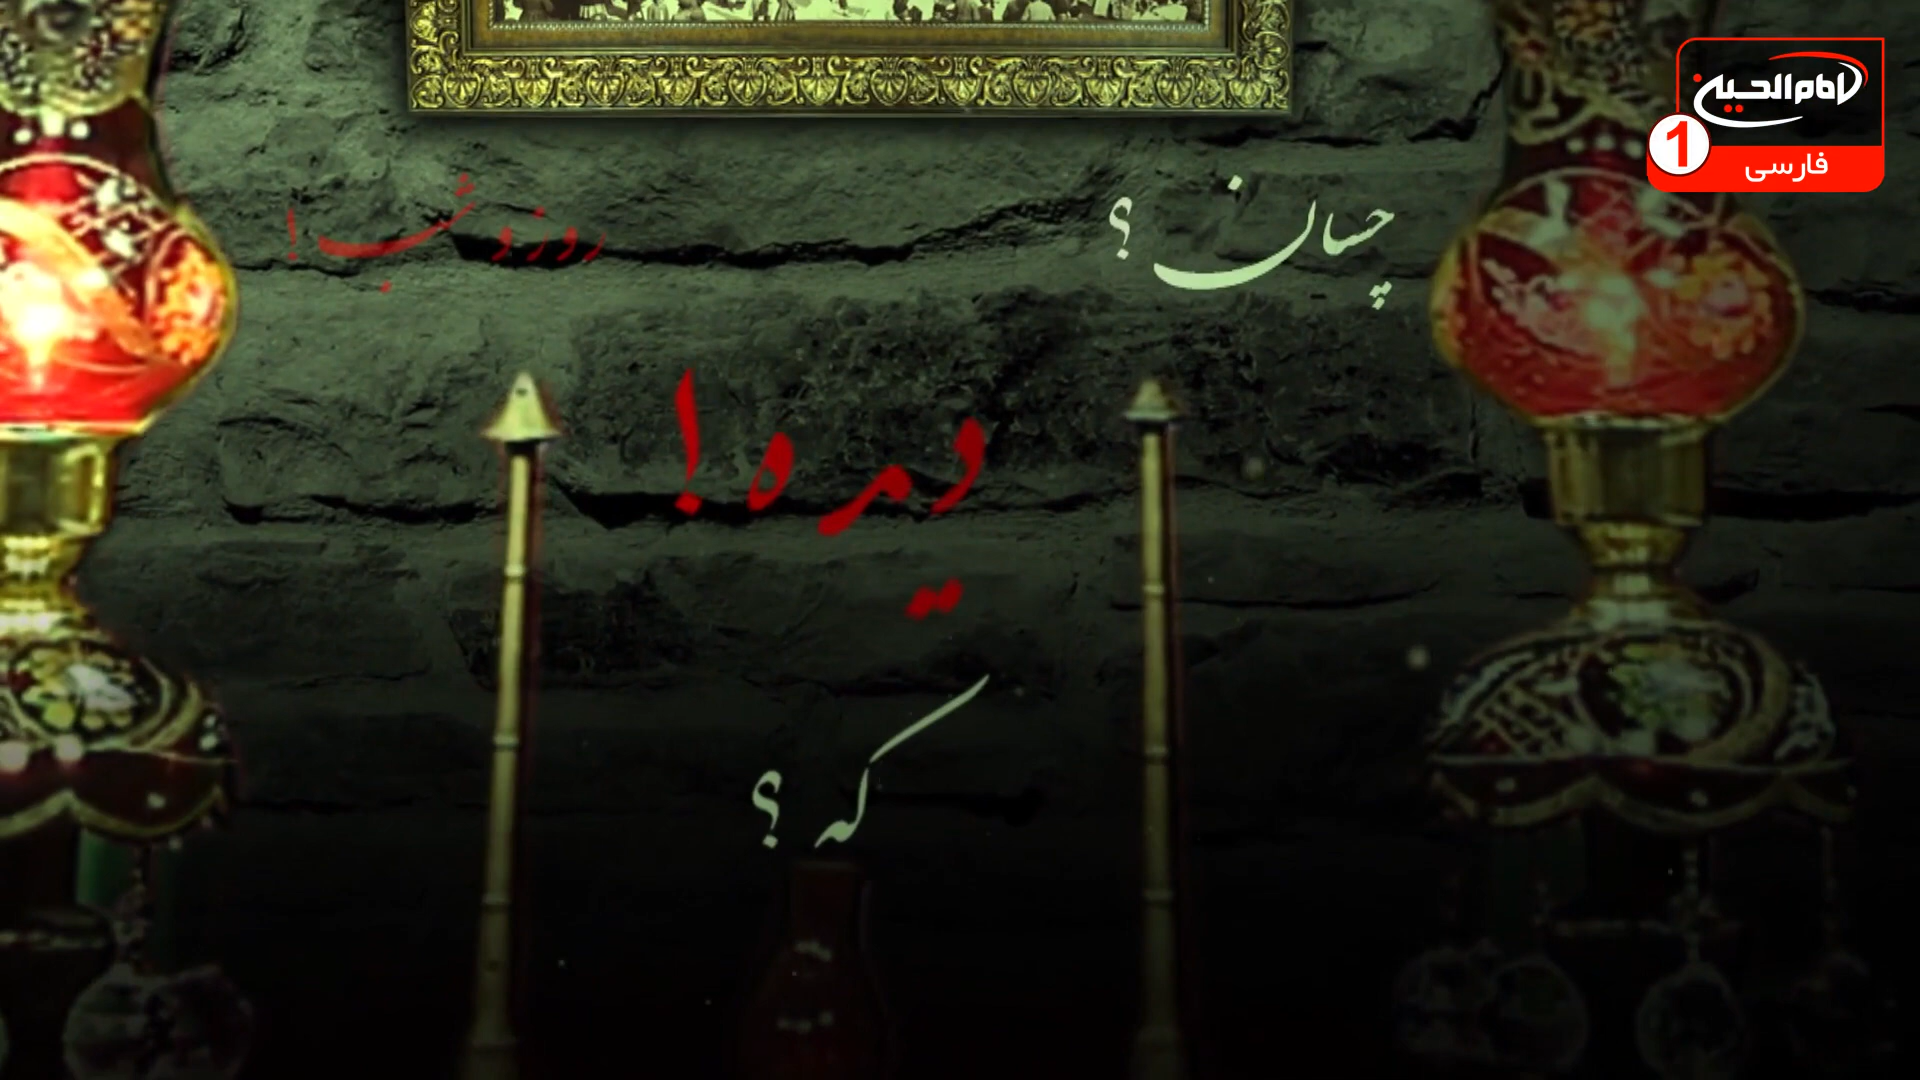 امام الحسین
1
فارسی
چسان ؟
روز و شب !
دیده !
که ؟